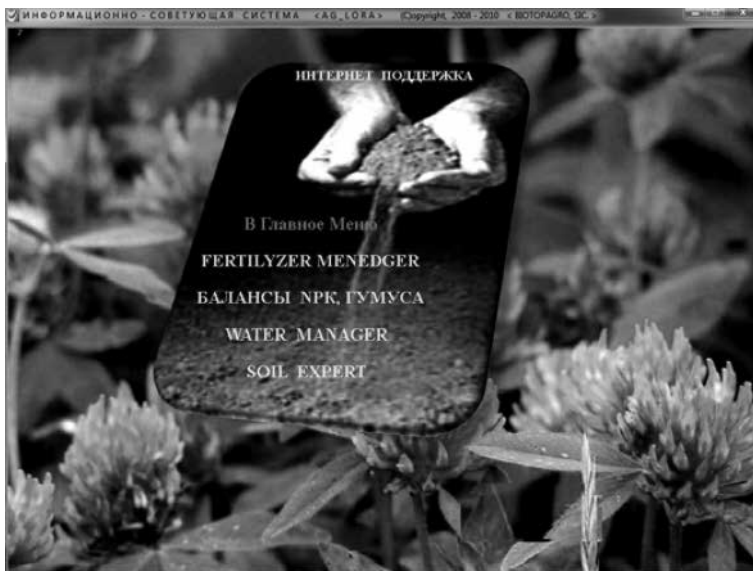 ИНФОРМАЦИОННО - СОВЕТУЮЩАЯ СИСТЕМА <AG_LORA> (Copyright, 2008 - 2010 < BIOTOPAGRO, SIC. >
ИНТЕРНЕТ ПОДДЕРЖКА
В Главное Меню
FERTILYZER MENEDGER
БАЛАНСЫ NPK, ГУМУСА
WATER MANAGER
SOIL EXPERT